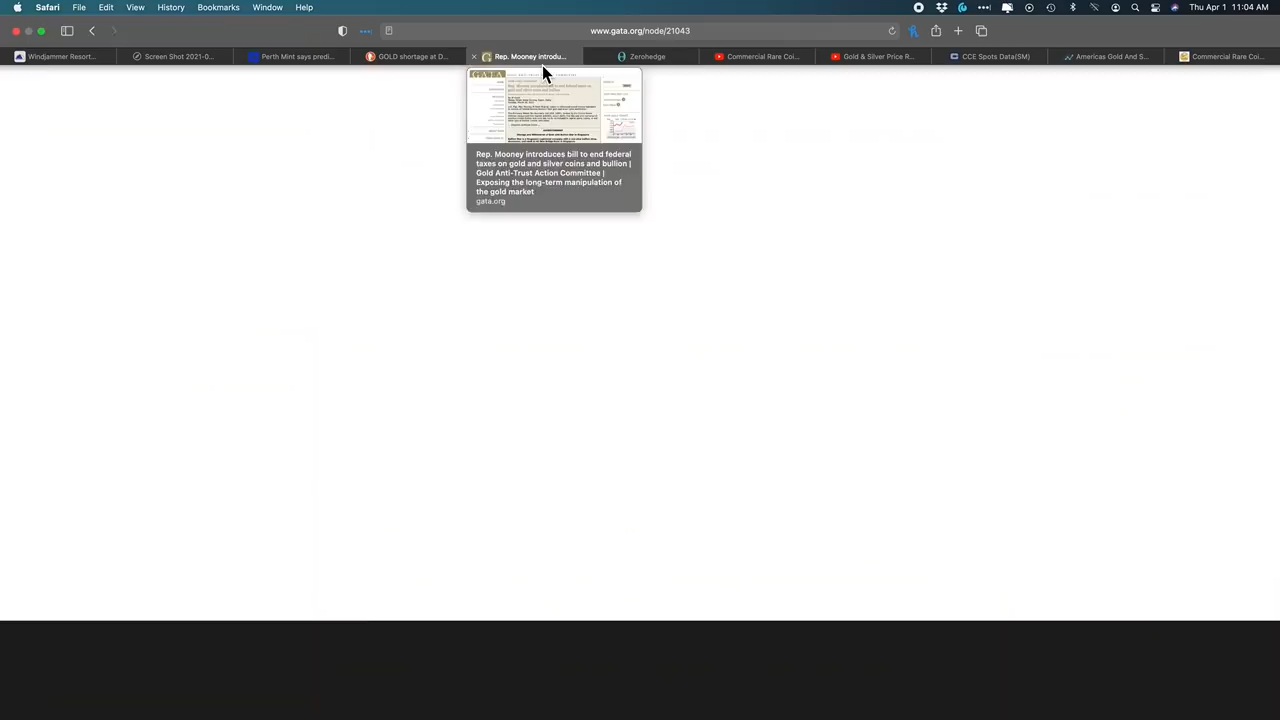 Safari File Edit View History Bookmarks Window Help Thu Apr 1 11:04 AM
www.gata.org/node/21043
Windjammer Resort... Screen Shot 2021-0... Perth Mint says predi... GOLD shortage at D... Rep. Mooney introdu... Zerohedge Commercial Rare Coi... Gold & Silver Price R... CCE Spots Data(SM) Americas Gold And S... Commercial Rare Coi...
GATA
Rep. Mooney introduces bill to end federal
taxes on gold and silver coins and bullion |
Gold Anti-Trust Action Committee |
Exposing the long-term manipulation of
the gold market
gata.org